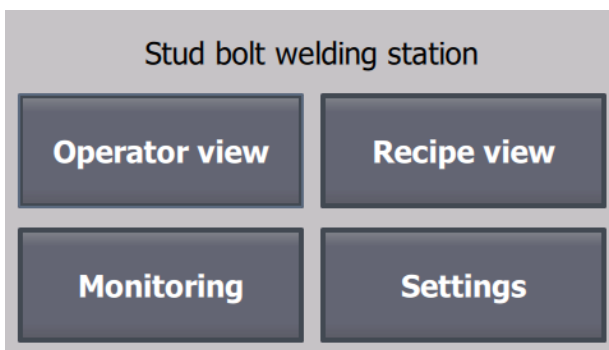 Stud bolt welding station
Operator view
Recipe view
Monitoring
Settings